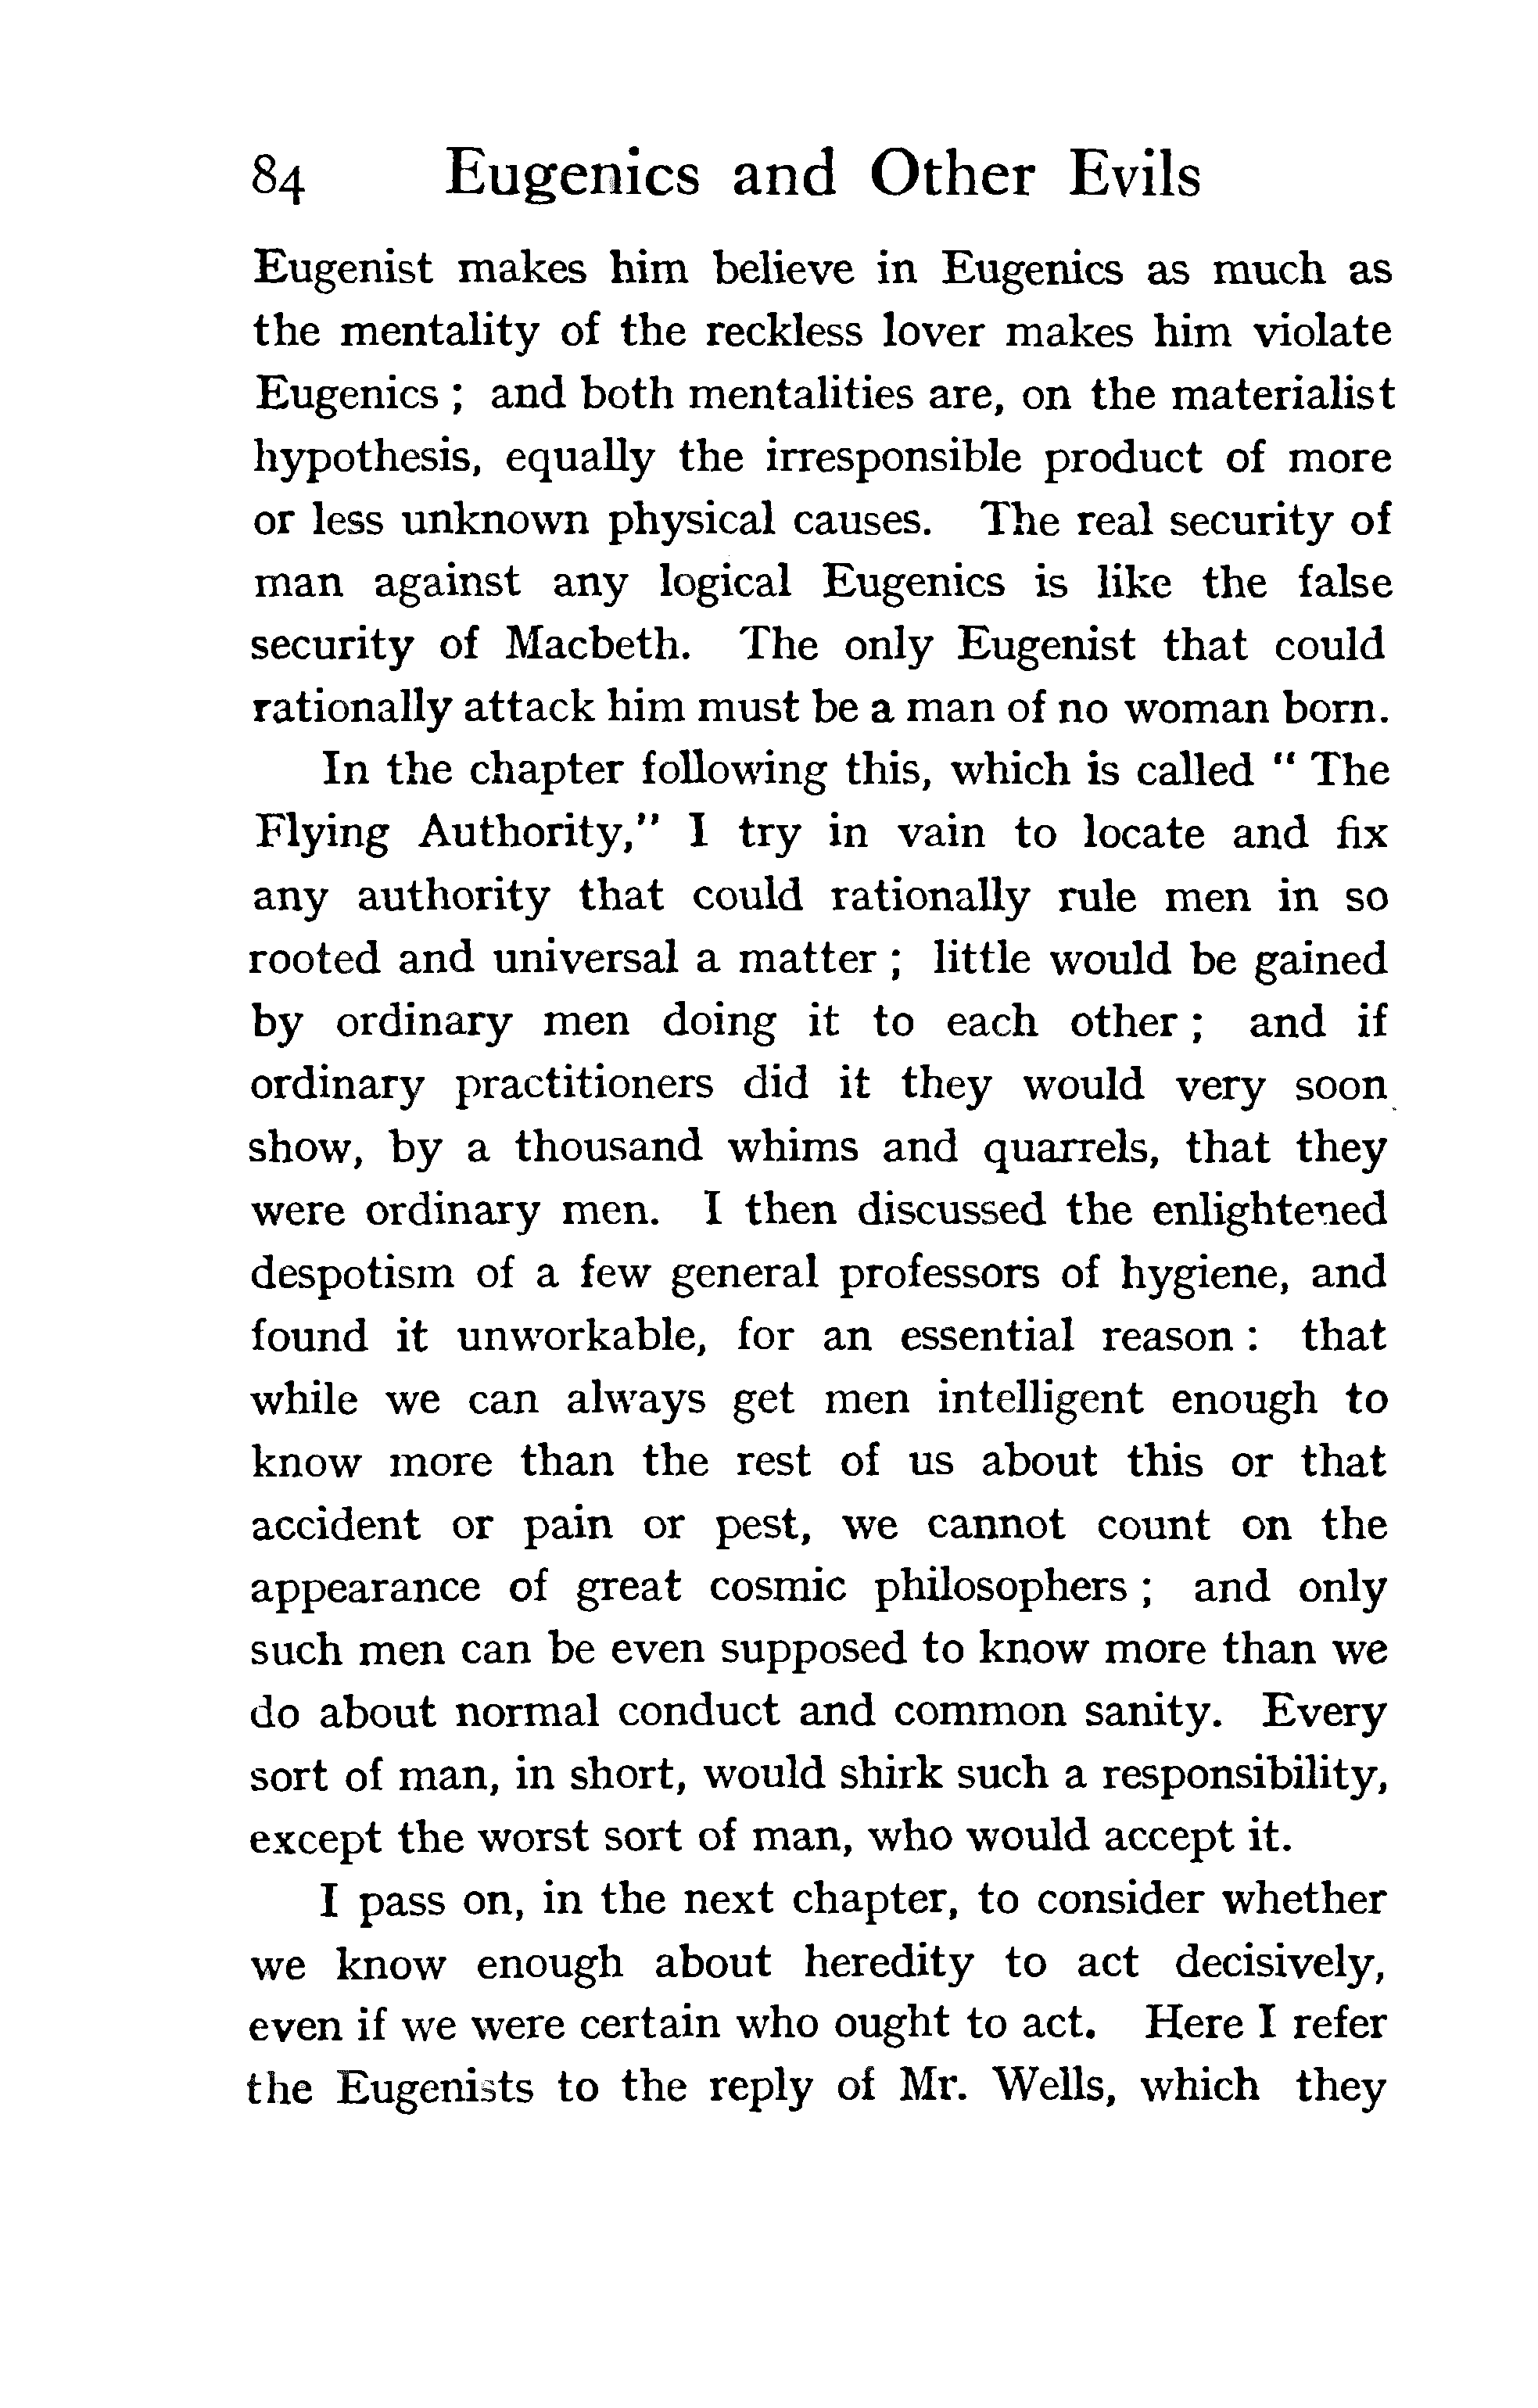 84 Eugenics and Other Evils
Eugenist makes him believe in Eugenics as much as
the mentality of the reckless lover makes him violate
Eugenics ; and both mentalities are, on the materialist
hypothesis, equally the irresponsible product of more
or less unknown physical causes. The real security of
man against any logical Eugenics is like the false
security of Macbeth. The only Eugenist that could
rationally attack him must be a man of no woman born.
In the chapter following this, which is called " The
Flying Authority," I try in vain to locate and fix
any authority that could rationally rule men in so
rooted and universal a matter ; little would be gained
by ordinary men doing it to each other ; and if
ordinary practitioners did it they would very soon
show, by a thousand whims and quarrels, that they
were ordinary men. I then discussed the enlightened
despotism of a few general professors of hygiene, and
found it unworkable, for an essential reason : that
while we can always get men intelligent enough to
know more than the rest of us about this or that
accident or pain or pest, we cannot count on the
appearance of great cosmic philosophers ; and only
such men can be even supposed to know more than we
do about normal conduct and common sanity. Every
sort of man, in short, would shirk such a responsibility,
except the worst sort of man, who would accept it.
I pass on, in the next chapter, to consider whether
we know enough about heredity to act decisively,
even if we were certain who ought to act. Here I refer
the Eugenists to the reply of Mr. Wells, which they